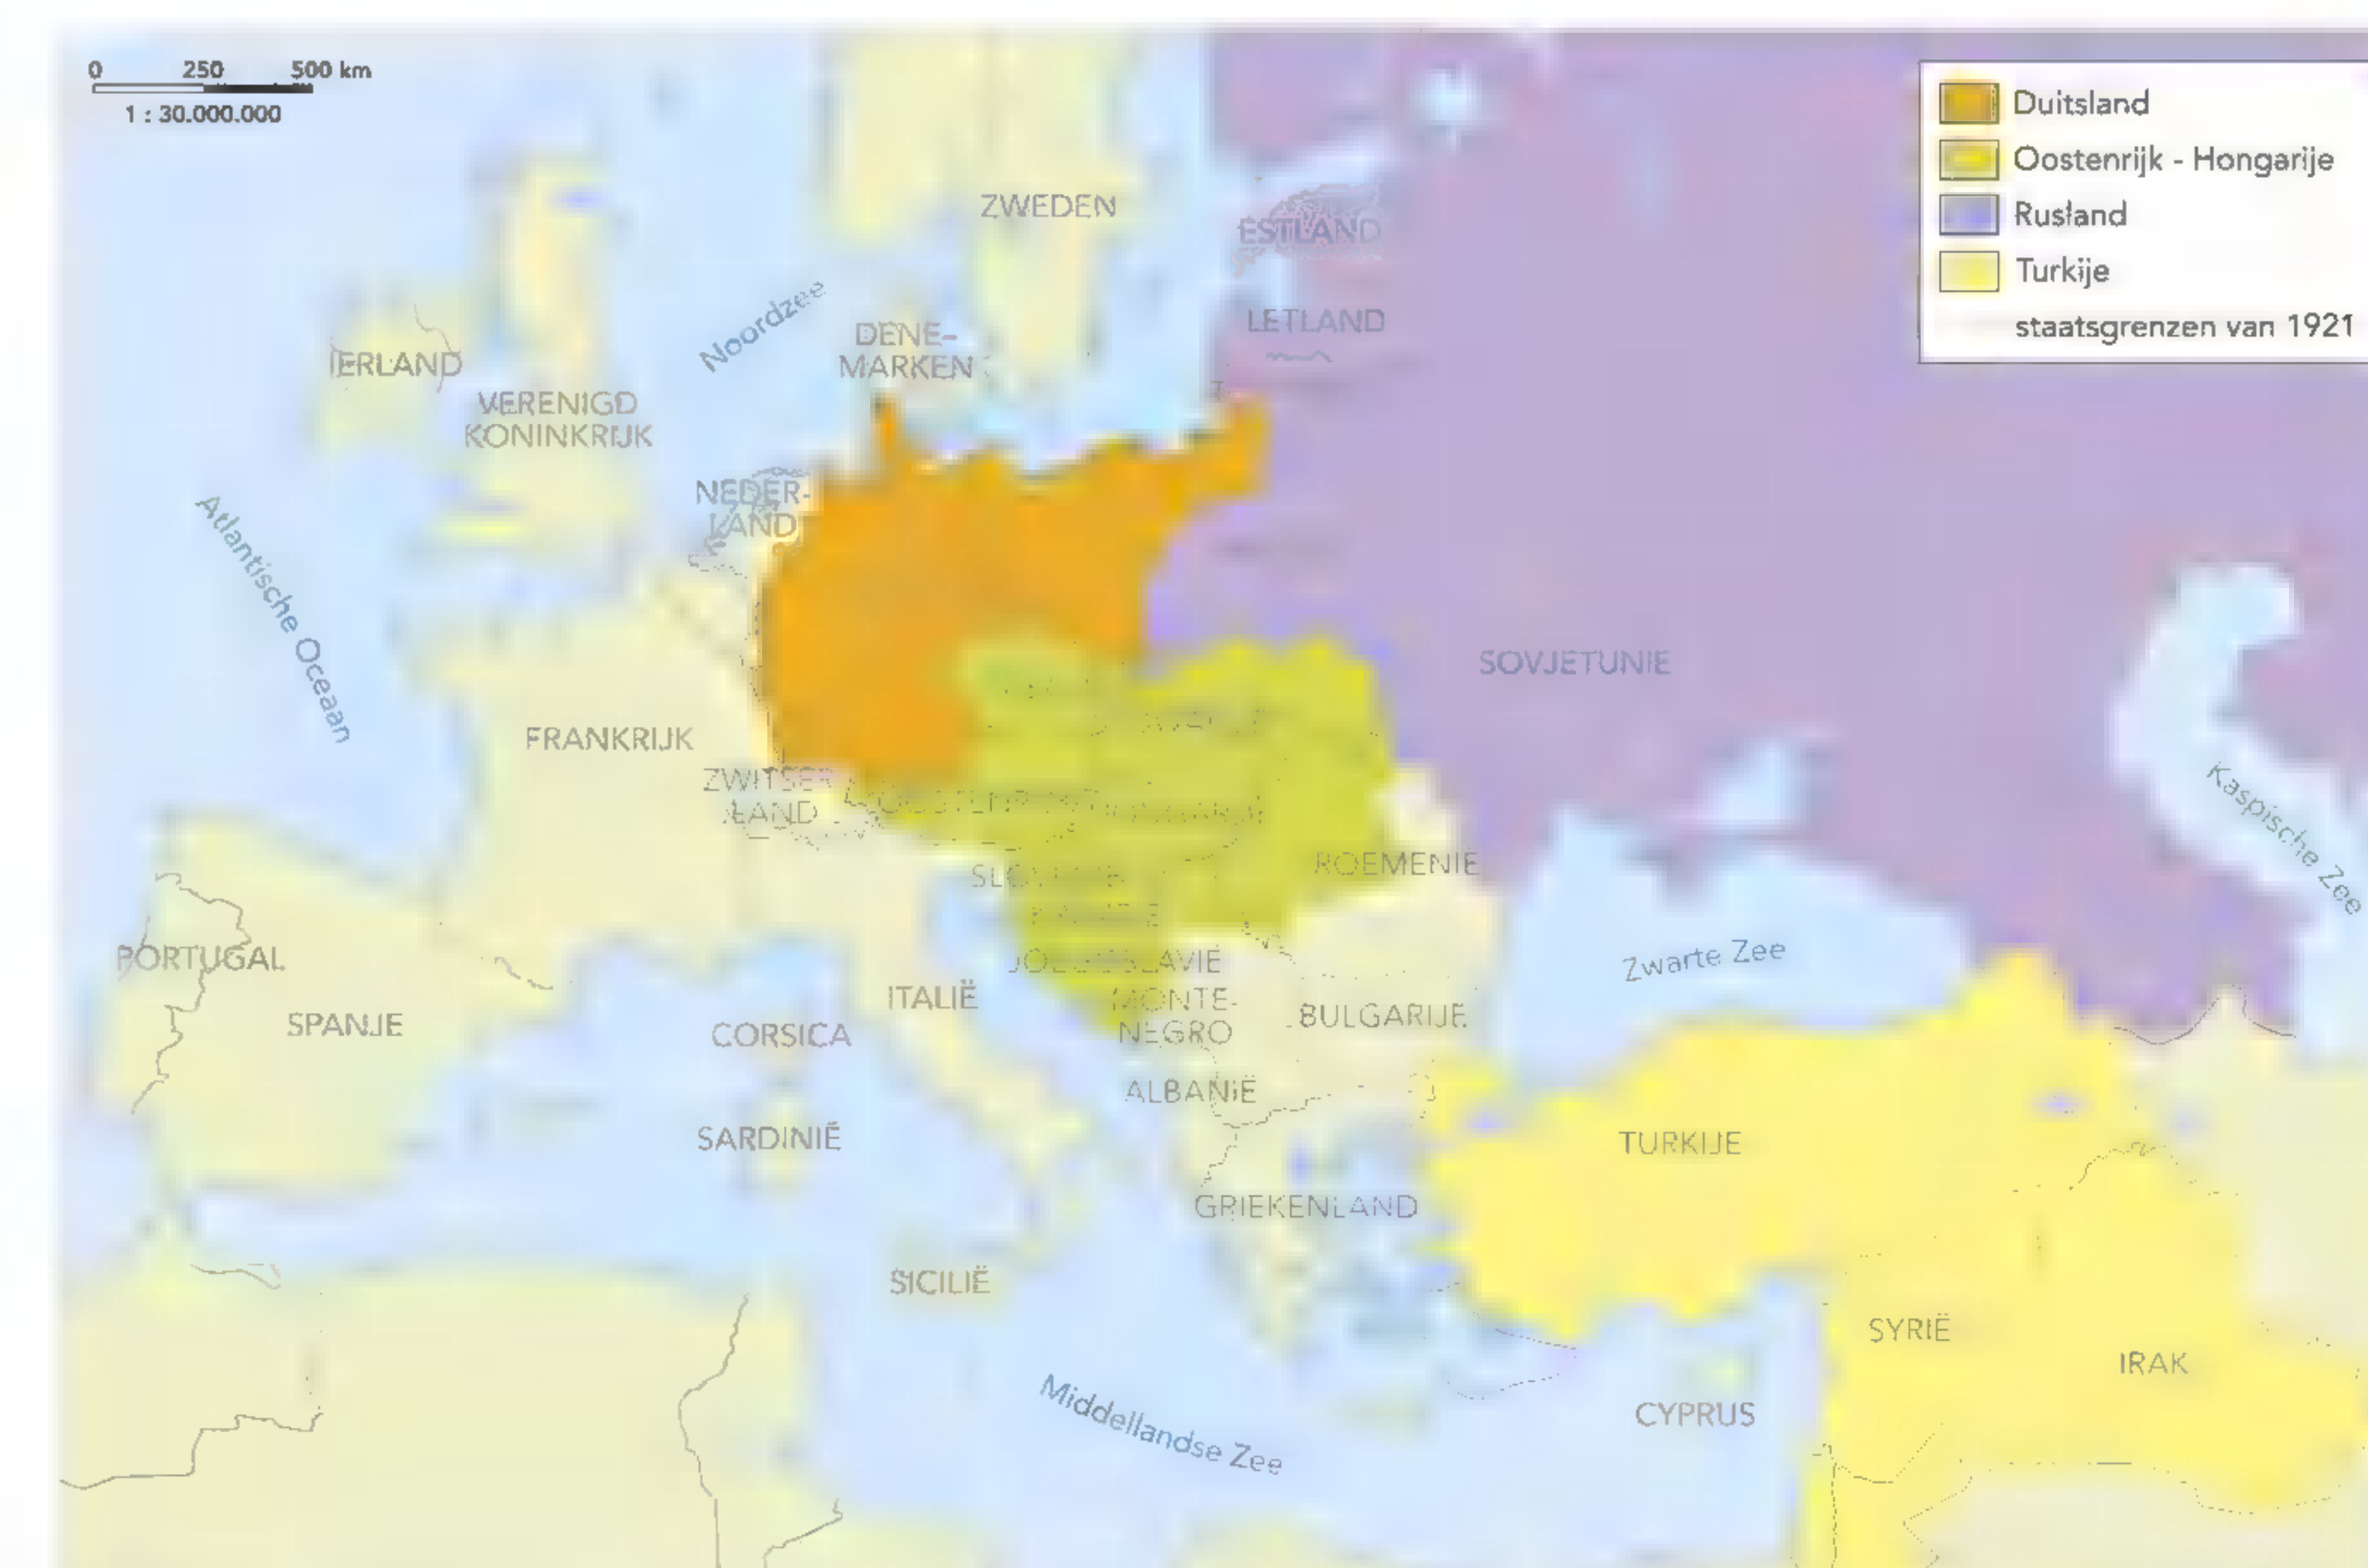 0 250 500 km
1 : 30.000.000
Duitsland
Oostenrijk - Hongarije
Rusland
Turkije
staatsgrenzen van 1921
ZWEDEN
ESTLAND
LETLAND
Noordzee
DENE-
MARKEN
IERLAND
VERENIGD
KONINKRIJK
NEDER-
LAND
Atlantische Oceaan
SOVJETUNIE
FRANKRIJK
ZWITSER
LAND
Kaspische Zee
ROEMENIË
Zwarte Zee
PORTUGAL
SPANJE
ITALIË
CORSICA
MONTE-
NEGRO
BULGARIJE
ALBANIË
SARDINIË
TURKIJE
GRIEKENLAND
SICILIË
SYRIË
IRAK
CYPRUS
Middellandse Zee